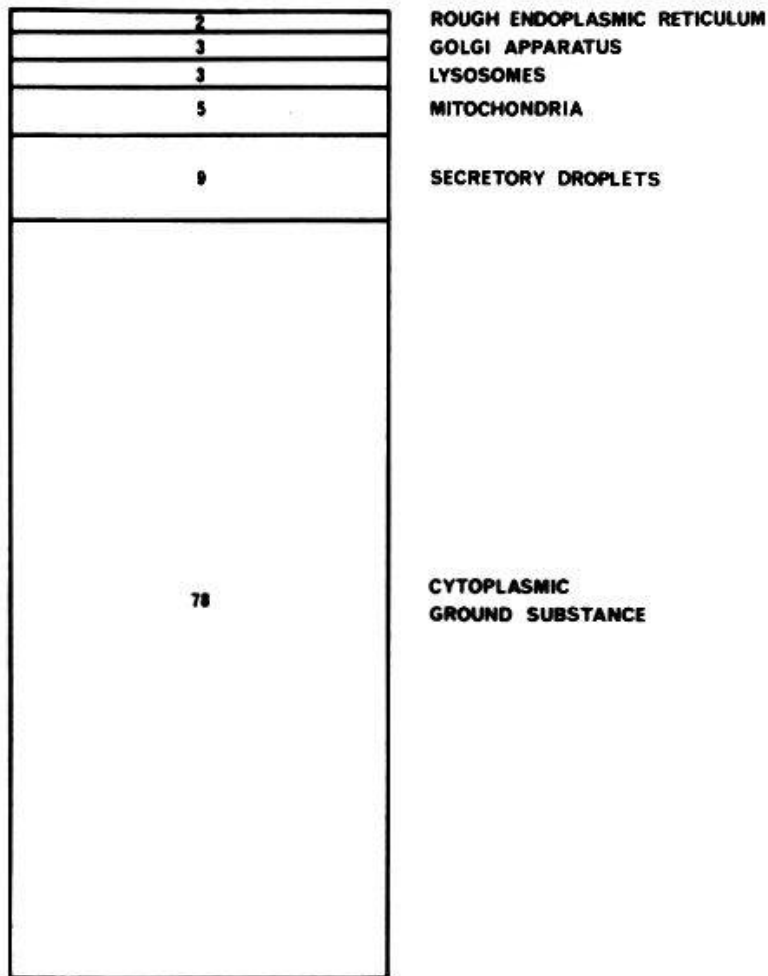 2 ROUGH ENDOPLASMIC RETICULUM
3 GOLGI APPARATUS
3 LYSOSOMES
5 MITOCHONDRIA
9 SECRETORY DROPLETS
78 CYTOPLASMIC
GROUND SUBSTANCE